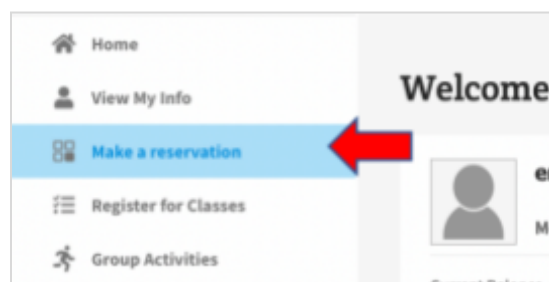 Home
View My Info
Welcome
Make a reservation
Register for Classes
Group Activities